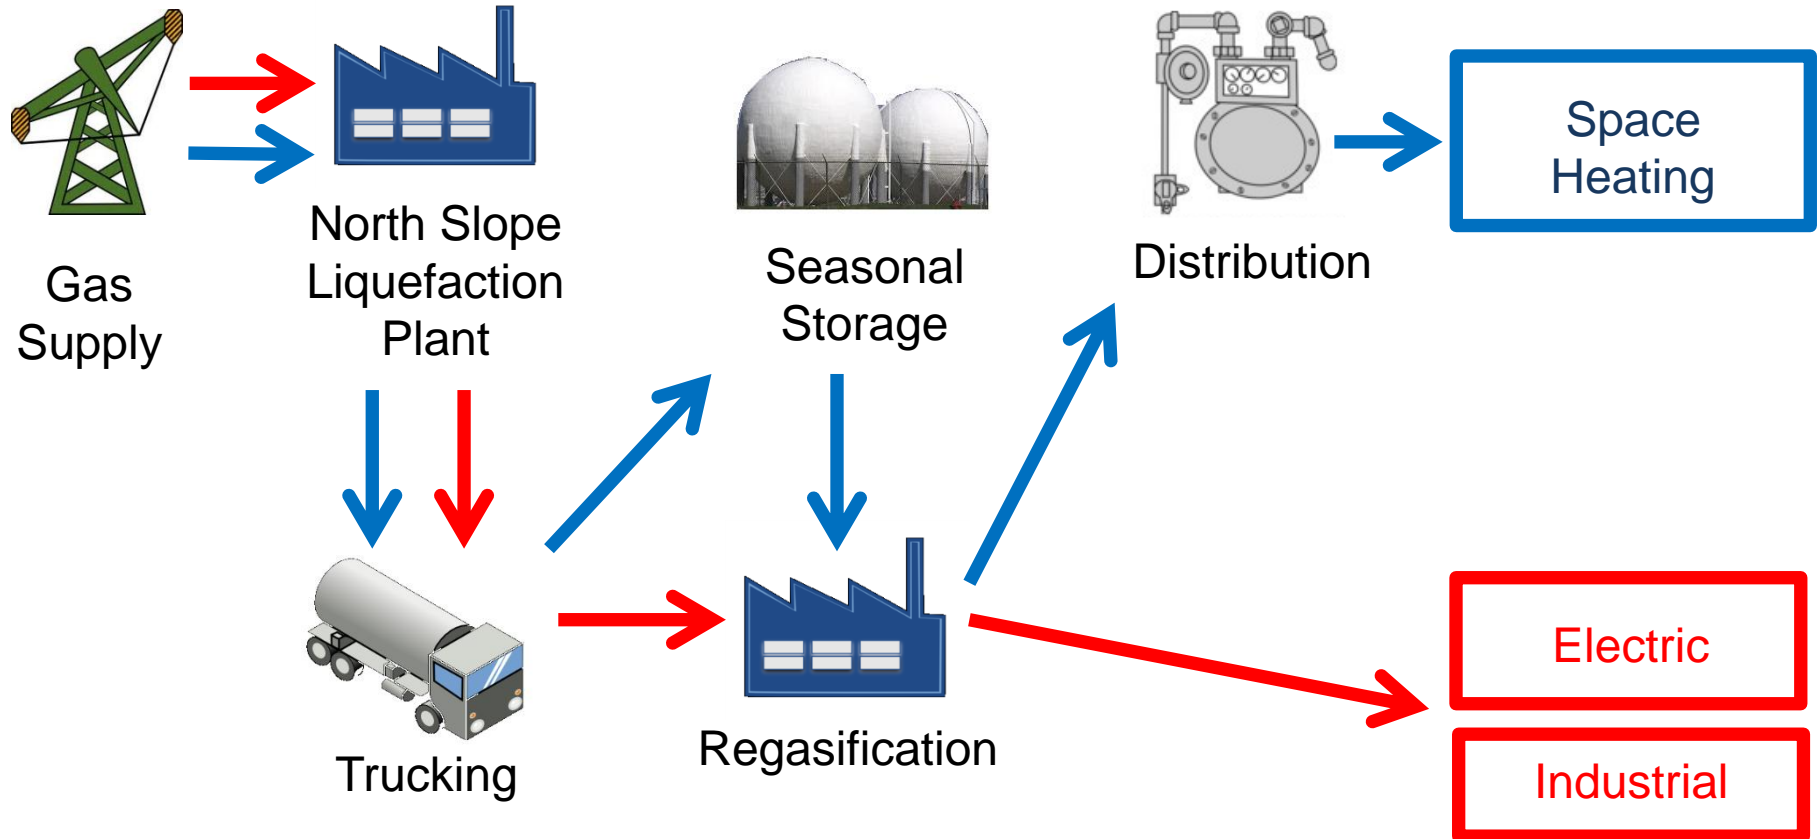 Gas
Supply
North Slope
Liquefaction
Plant
Seasonal
Storage
Distribution
Space
Heating
Trucking
Regasification
Electric
Industrial